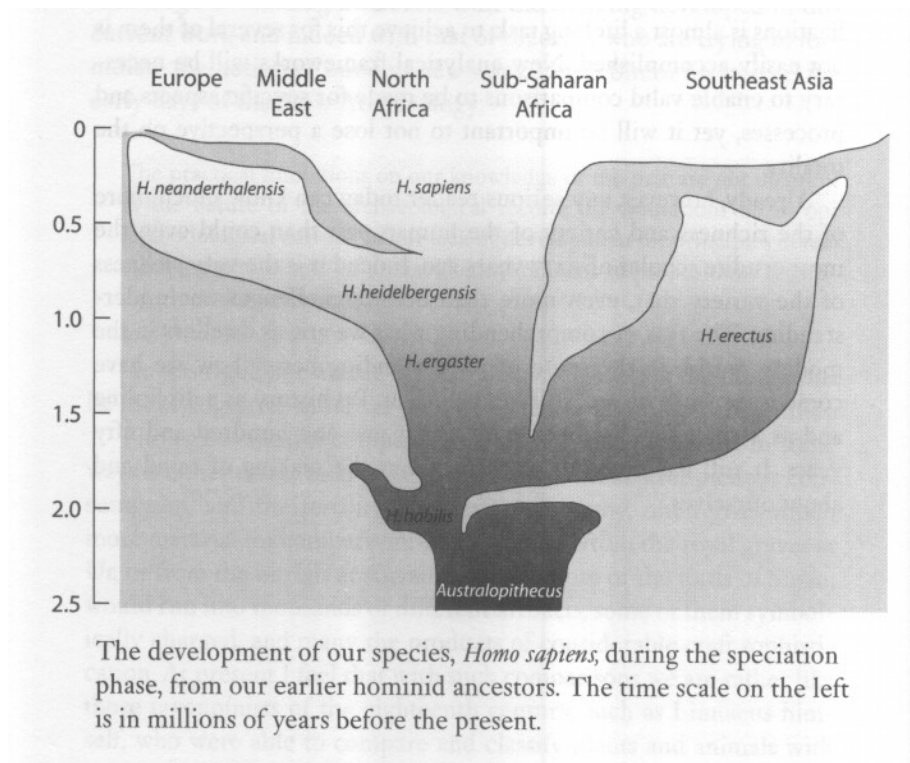 Europe
Middle
East
North
Africa
Sub-Saharan
Africa
Southeast Asia
0
0.5
1.0
1.5
2.0
2.5
H. neanderthalensis
H. sapiens
H. heidelbergensis
H. ergaster
H. erectus
H. habilis
Australopithecus
The development of our species, Homo sapiens, during the speciation
phase, from our earlier hominid ancestors. The time scale on the left
is in millions of years before the present.